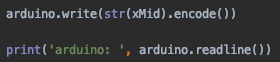 arduino.write(str(xMid).encode())
print('arduino: ', arduino.readline())